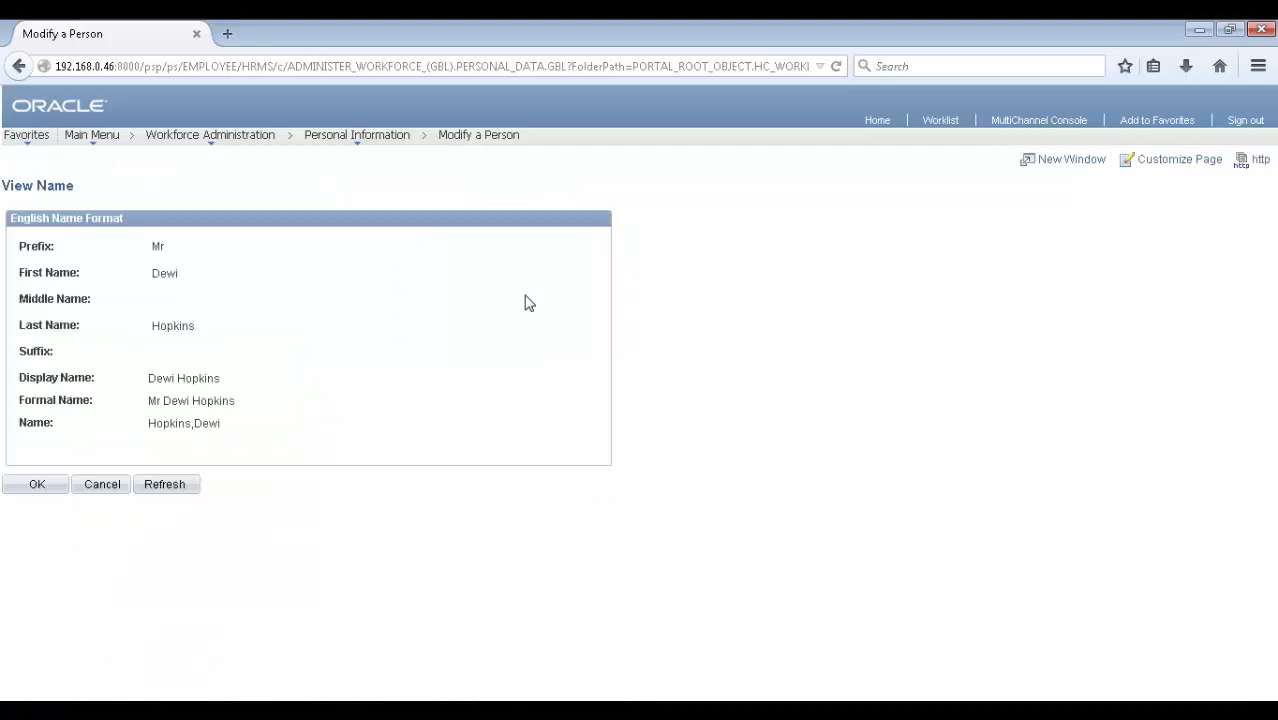 Modify a Person
192.168.0.46:8000/psp/ps/EMPLOYEE/HRMS/c/ADMINISTER_WORKFORCE_(GBL).PERSONAL_DATA.GBL?FolderPath=PORTAL_ROOT_OBJECT.HC_WORKI
Search
ORACLE
Home Worklist MultiChannel Console Add to Favorites Sign out
Favorites Main Menu > Workforce Administration > Personal Information > Modify a Person
New Window Customize Page http http
View Name
English Name Format
Prefix: Mr
First Name: Dewi
Middle Name:
Last Name: Hopkins
Suffix:
Display Name: Dewi Hopkins
Formal Name: Mr Dewi Hopkins
Name: Hopkins,Dewi
OK Cancel Refresh